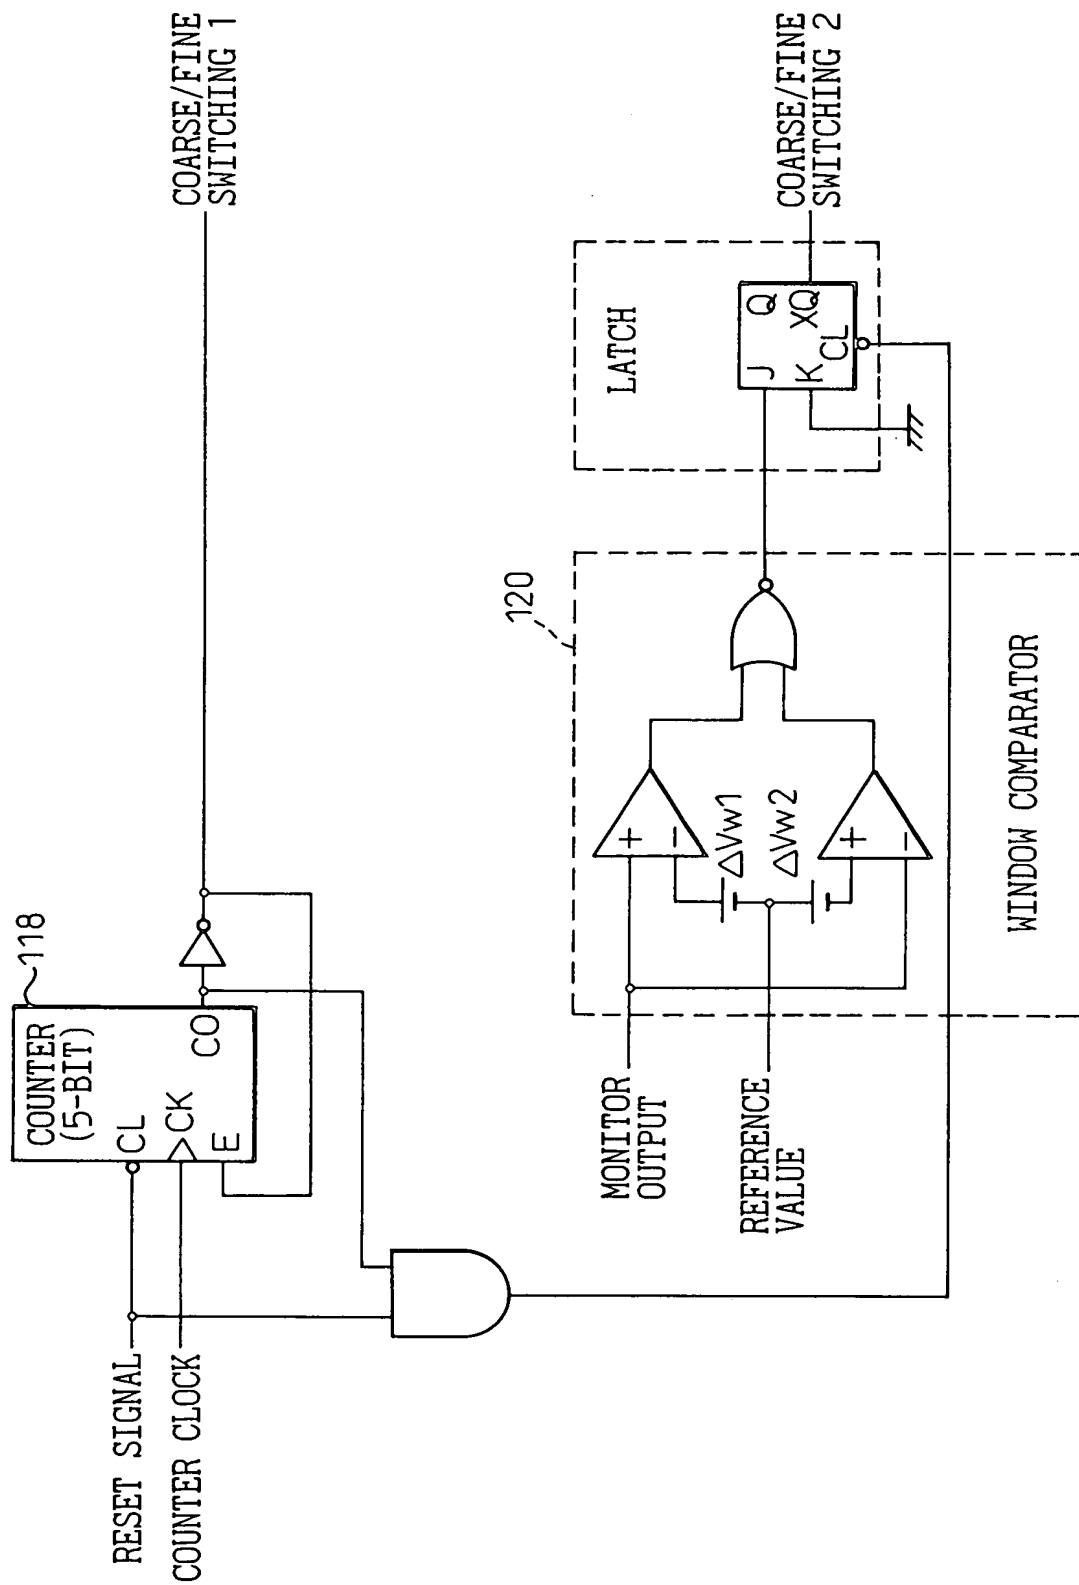 RESET SIGNAL
COUNTER CLOCK
118
COUNTER
(5-BIT)
CL
CK
E
CO
COARSE/FINE
SWITCHING 1
MONITOR
OUTPUT
REFERENCE
VALUE
120
+
−
ΔVw1
ΔVw2
+
−
WINDOW COMPARATOR
LATCH
J
Q
K
XQ
CL
COARSE/FINE
SWITCHING 2